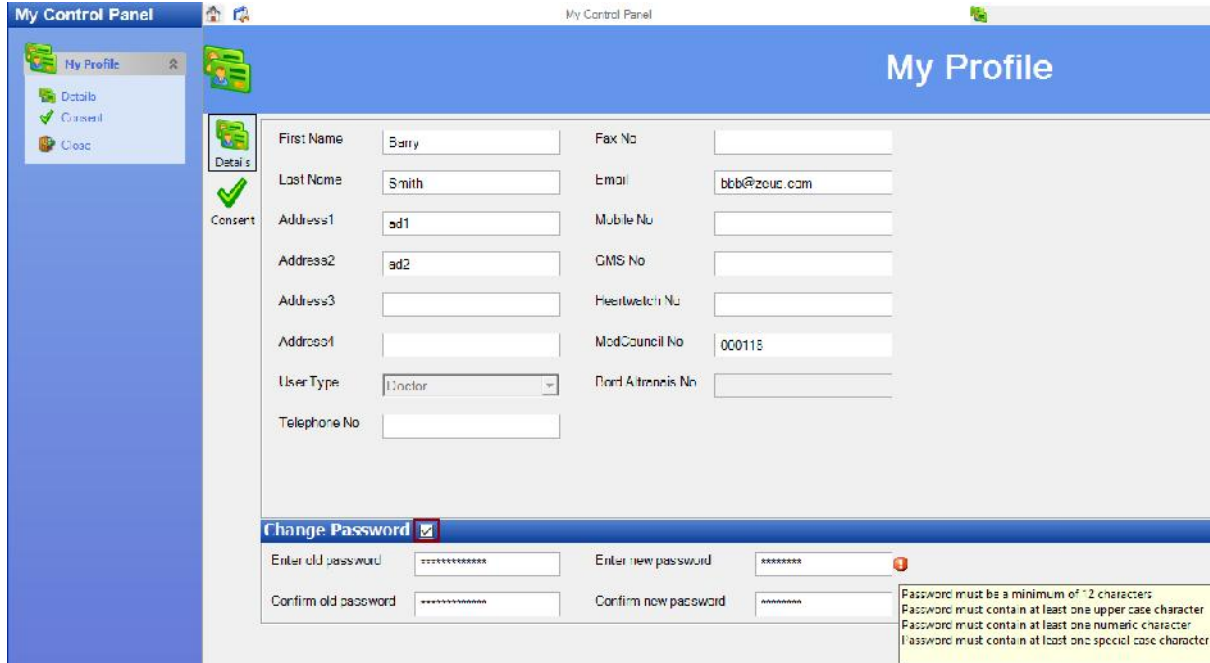 My Control Panel
My Control Panel
My Profile
Details
Consent
Close
My Profile
Details
Consent
First Name Barry
Last Name Smith
Address1 ad1
Address2 ad2
Address3
Address4
User Type Doctor
Telephone No
Fax No
Email bbb@zeus.com
Mobile No
GMS No
Heartwatch No
MedCouncil No
Bord Altranais No
Change Password
Enter old password *************
Enter new password ********
Confirm old password *************
Confirm new password ********
Password must be a minimum of 12 characters
Password must contain at least one upper case character
Password must contain at least one numeric character
Password must contain at least one special case character